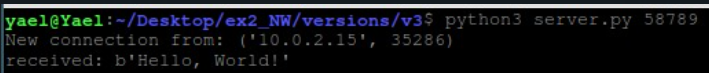 yael@Yael:~/Desktop/ex2_NW/versions/v3$ python3 server.py 58789
New connection from: ('10.0.2.15', 35286)
received: b'Hello, World!'